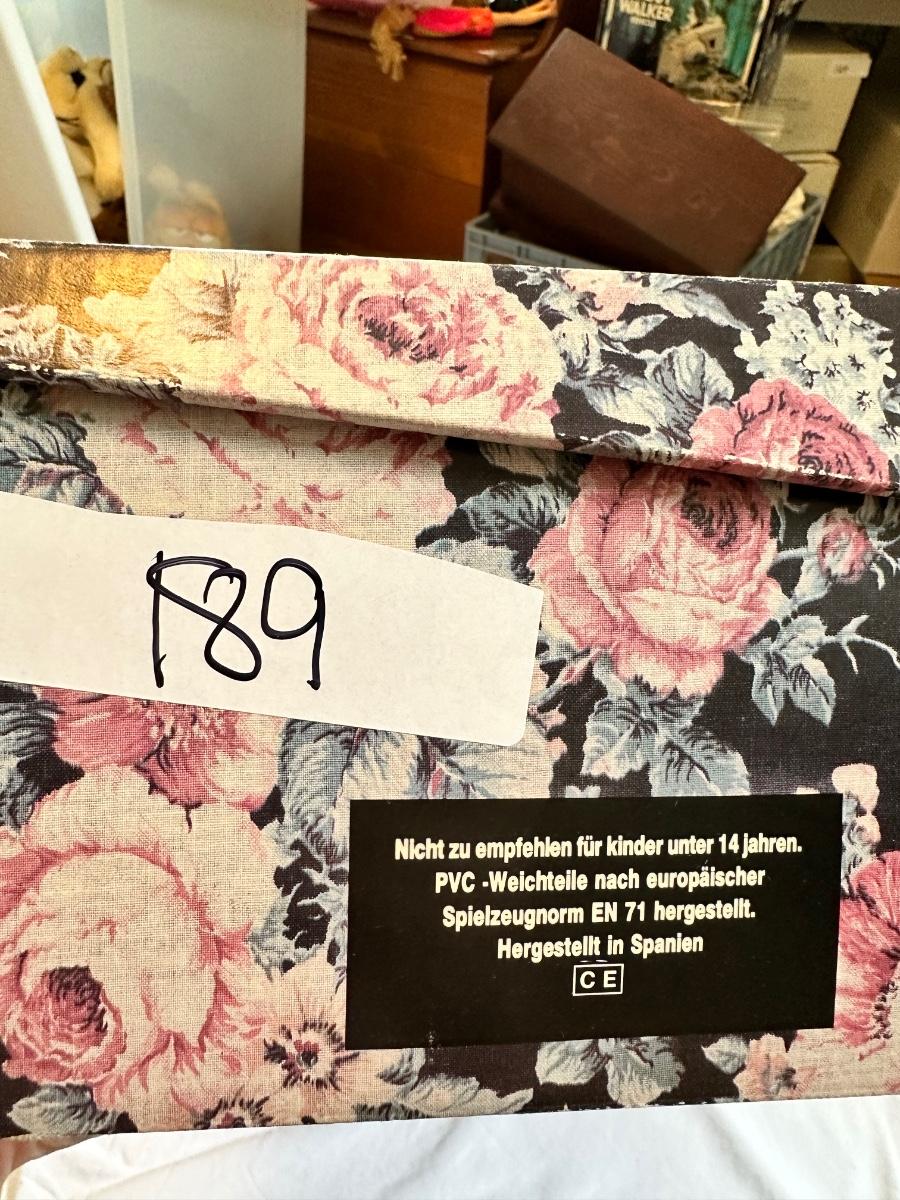 WALKER
189
Nicht zu empfehlen für kinder unter 14 jahren.
PVC -Weichteile nach europäischer
Spielzeugnorm EN 71 hergestellt.
Hergestellt in Spanien
CE